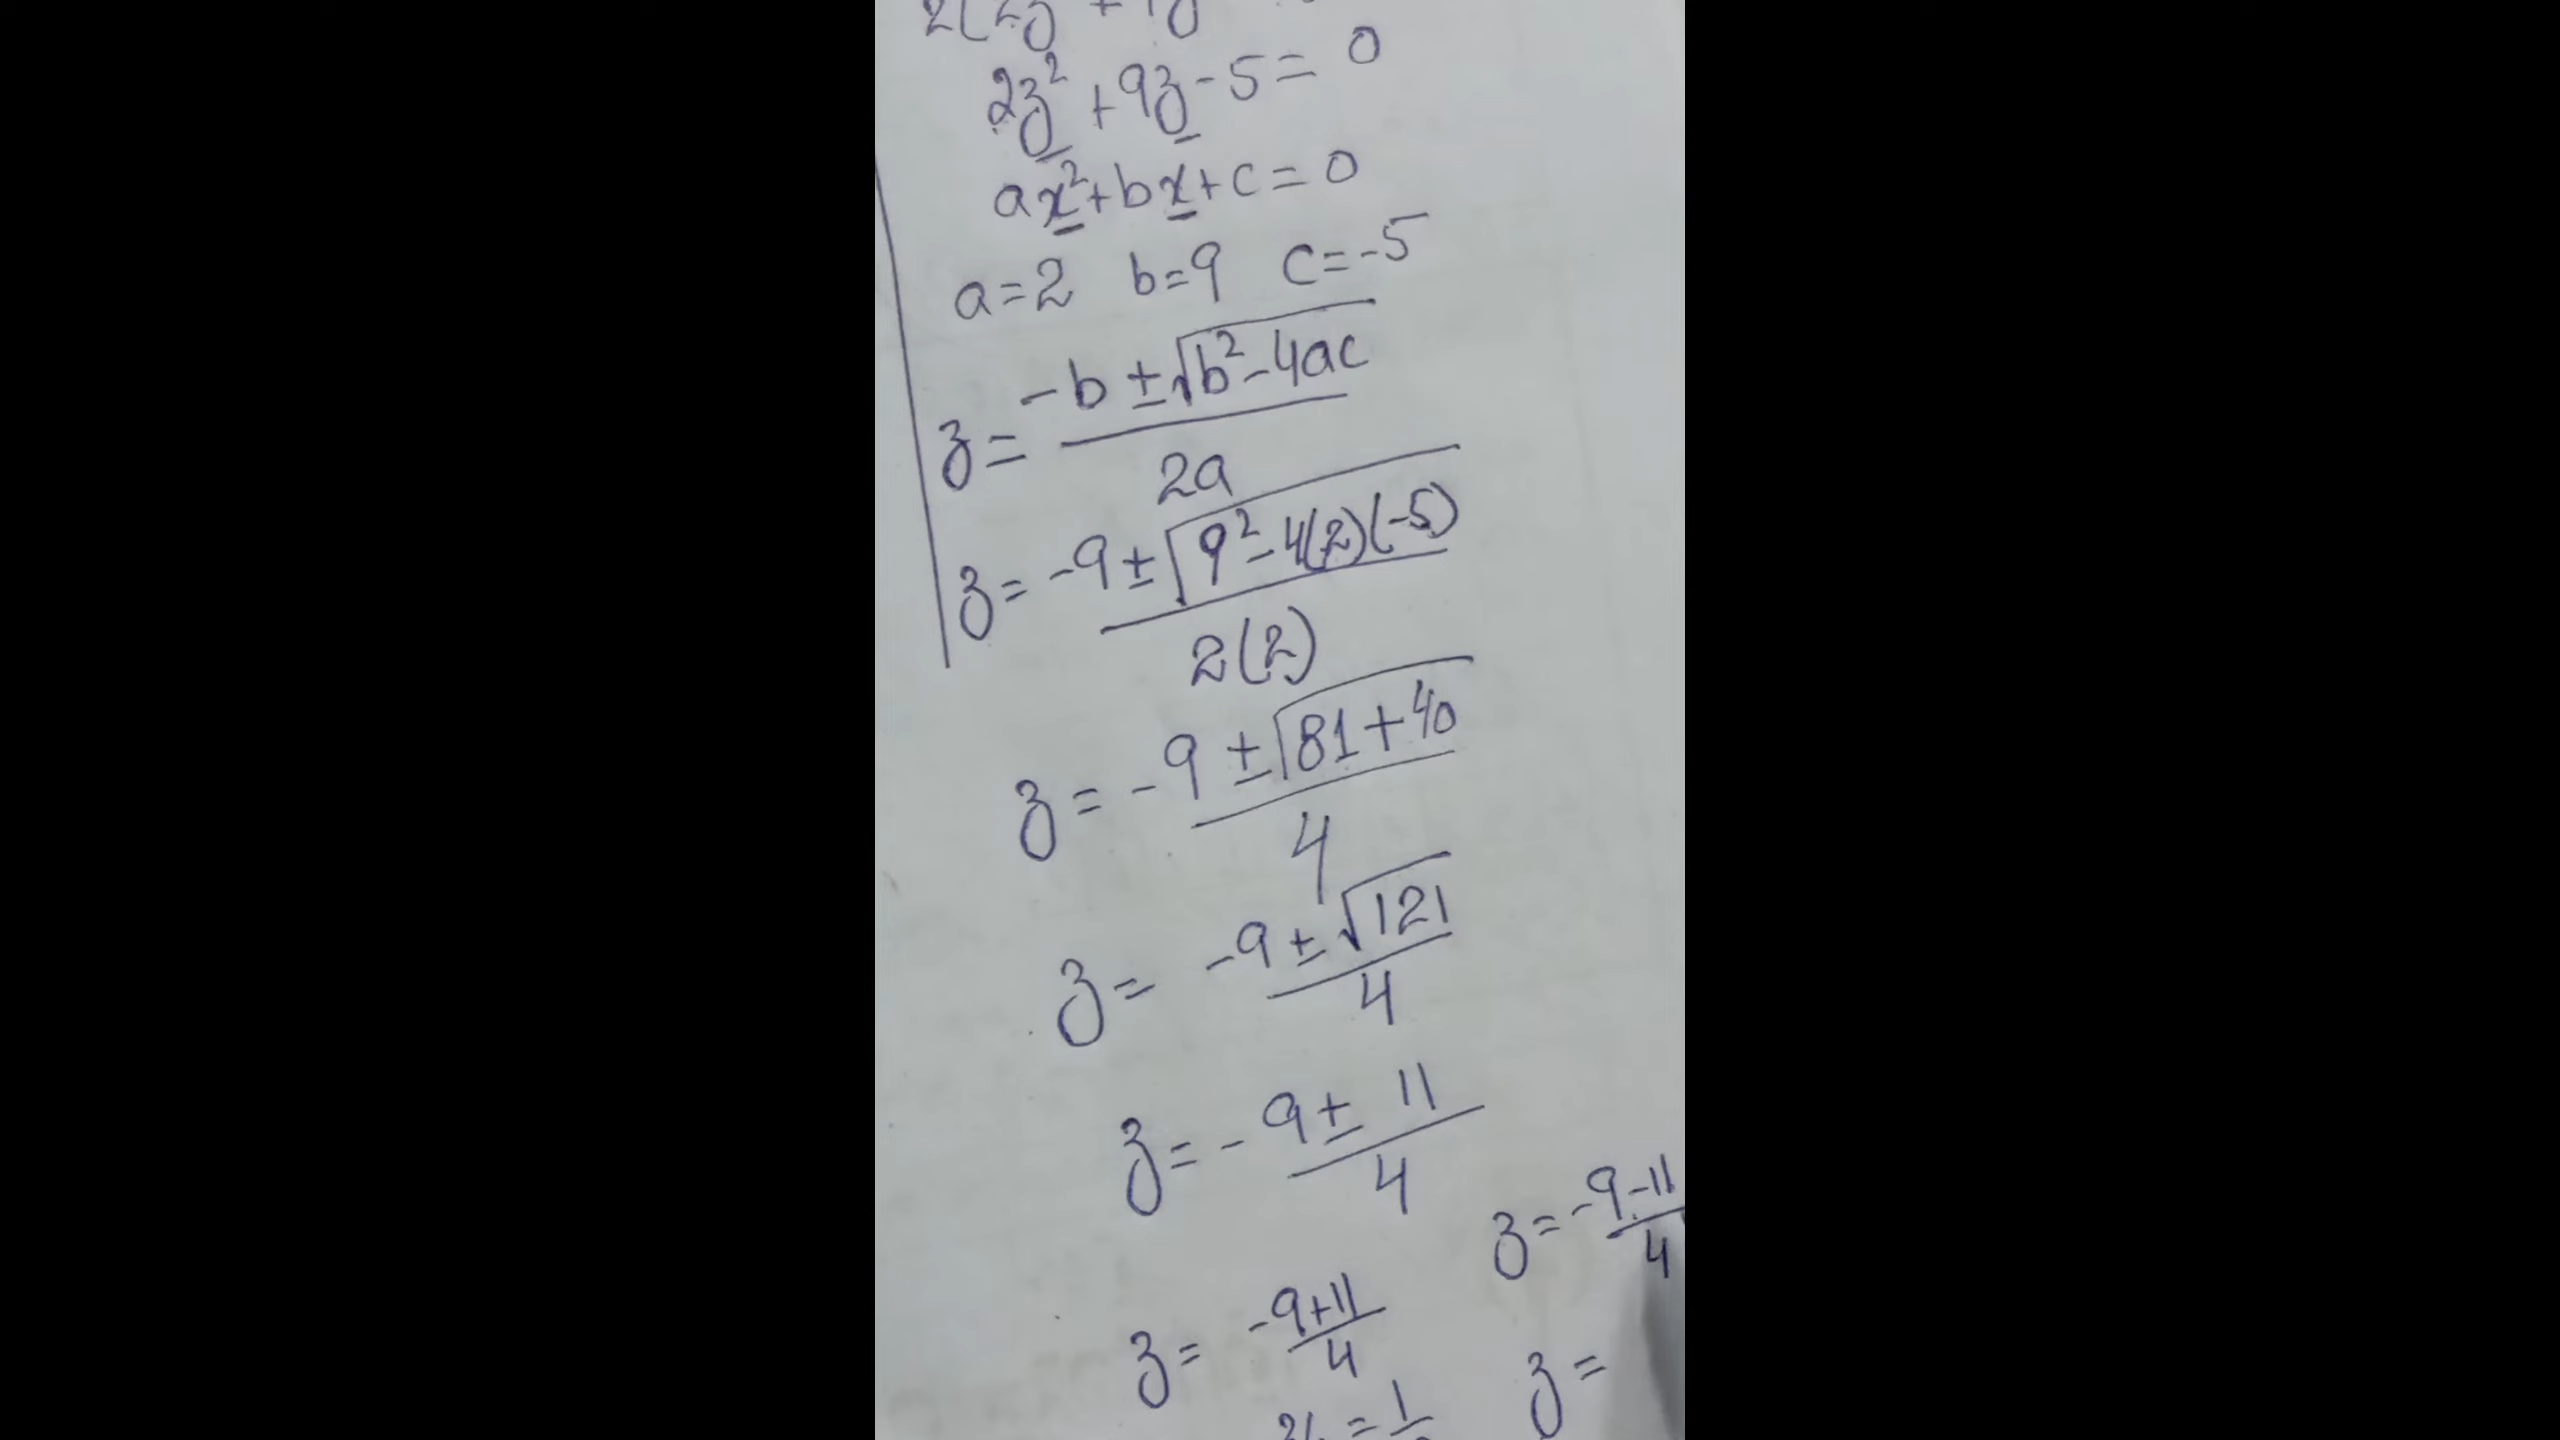 2z² + 9z - 5 = 0
ax² + bx + c = 0
a = 2 b = 9 c = -5
z = -b ± √b² - 4ac / 2a
z = -9 ± √9² - 4(2)(-5) / 2(2)
z = -9 ± √81 + 40 / 4
z = -9 ± √121 / 4
z = -9 ± 11 / 4
z = -9 + 11 / 4
z = -9 - 11 / 4
z =